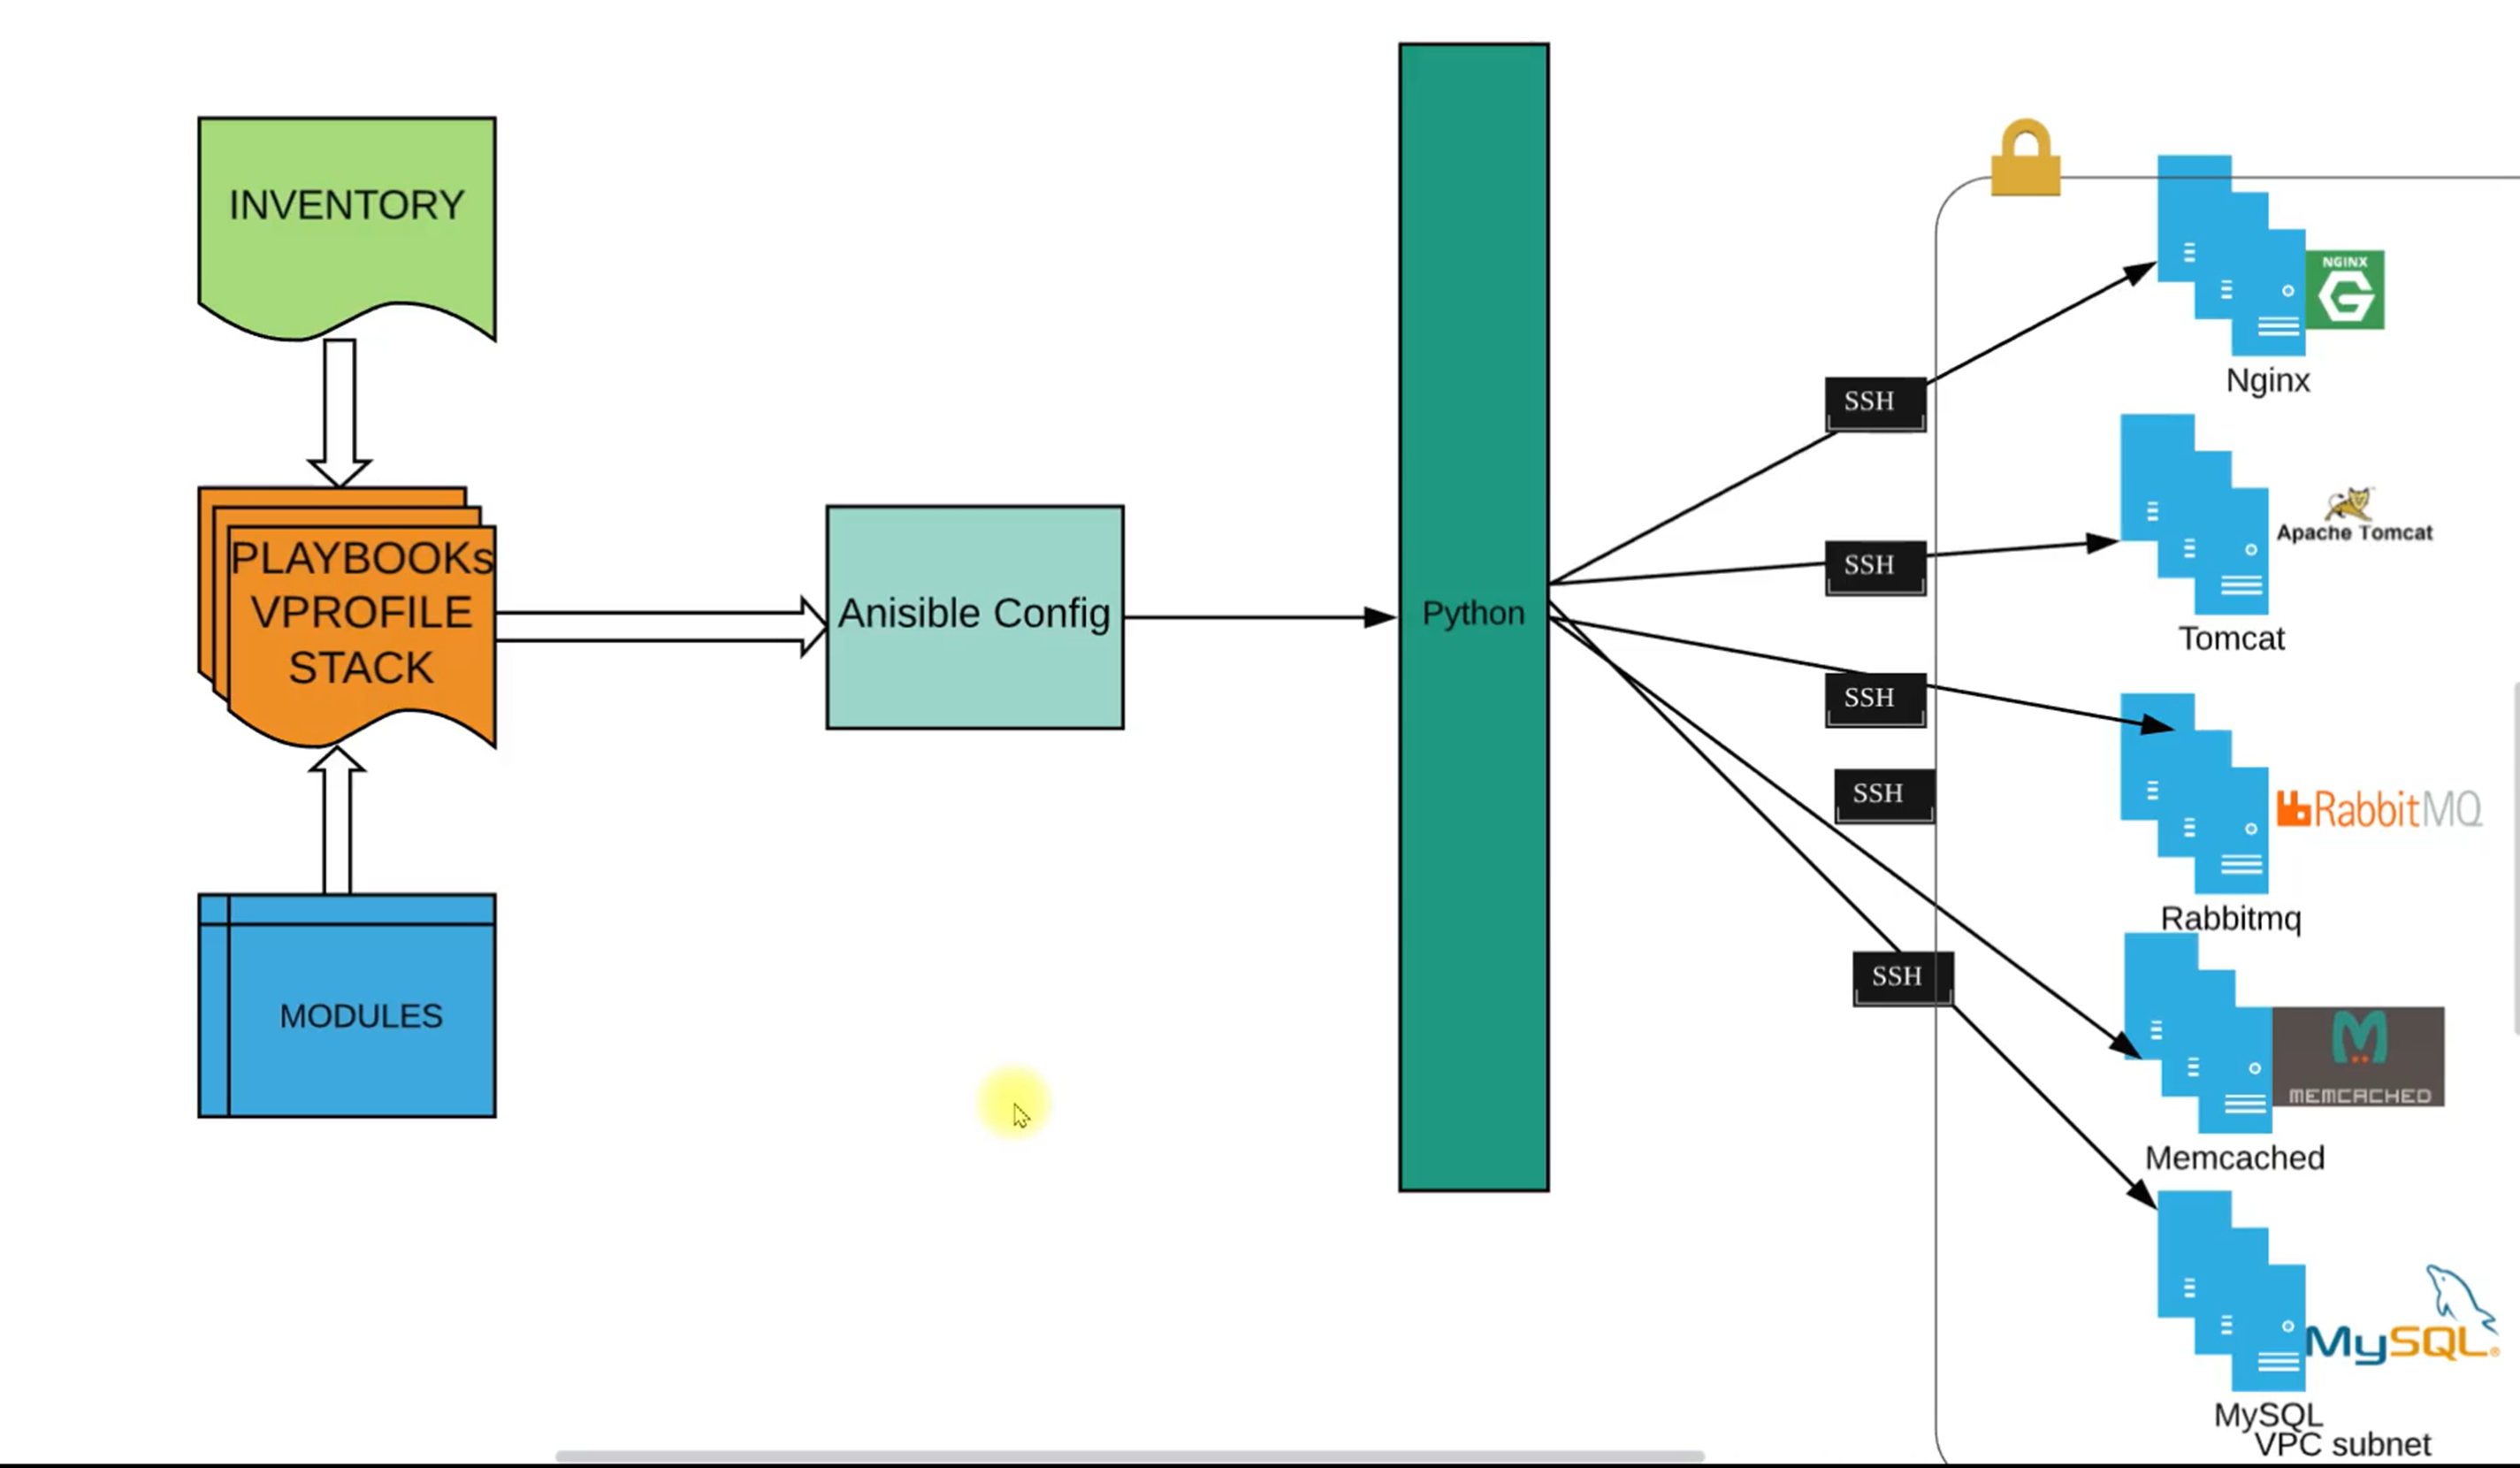 INVENTORY
PLAYBOOKs
VPROFILE
STACK
MODULES
Anisible Config
Python
SSH
SSH
SSH
SSH
SSH
NGINX
G
Nginx
Apache Tomcat
Tomcat
RabbitMQ
Rabbitmq
M
MEMCACHED
Memcached
MySQL®
MySQL
VPC subnet